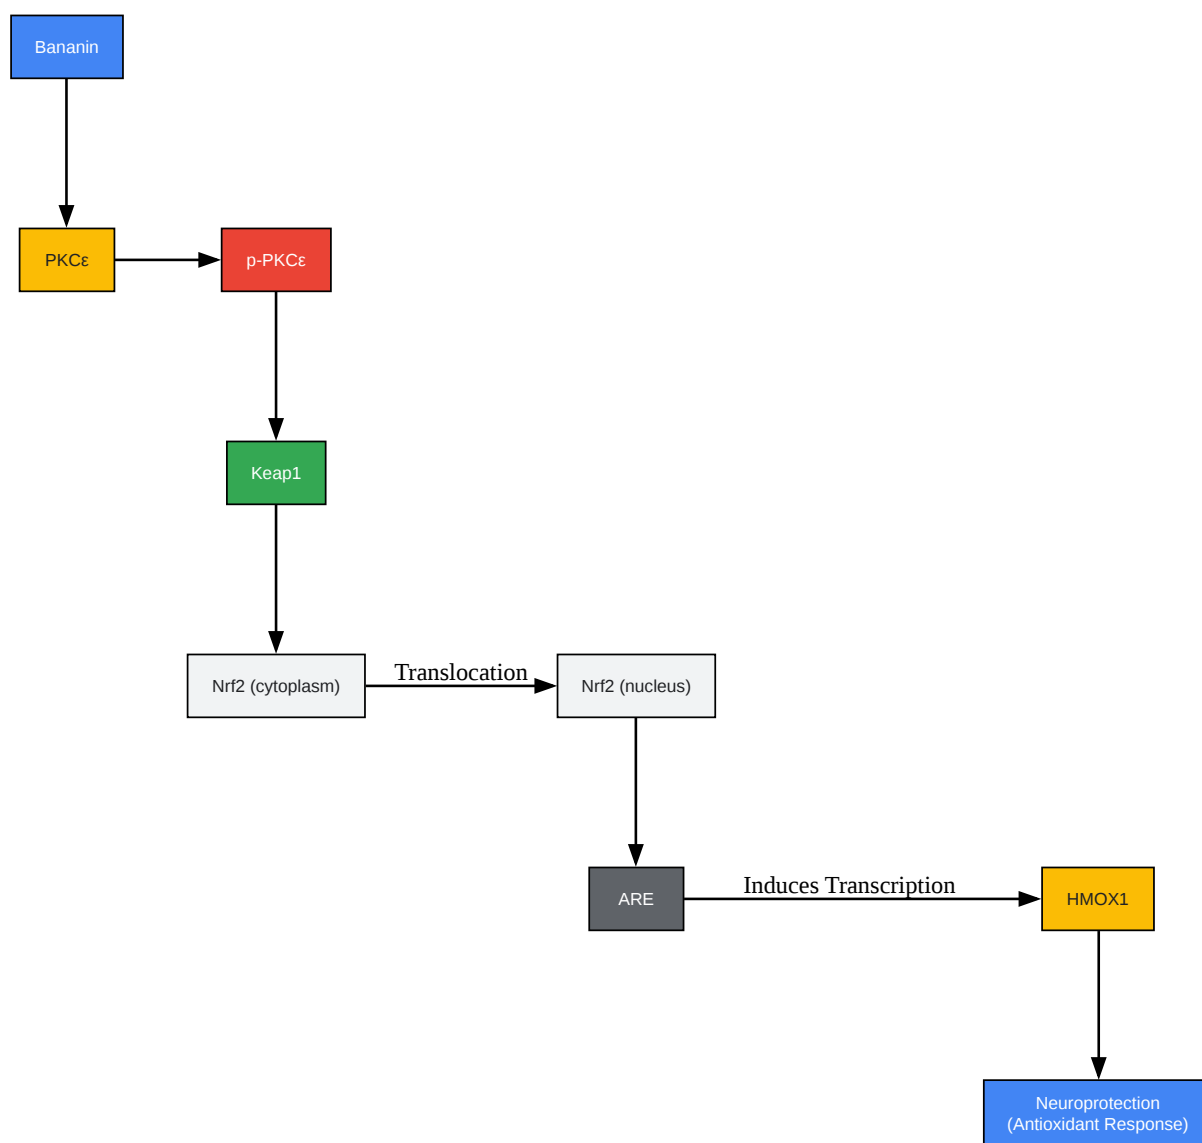 Bananin
PKCε
p-PKCε
Keap1
Nrf2 (cytoplasm)
Translocation
Nrf2 (nucleus)
ARE
Induces Transcription
HMOX1
Neuroprotection
(Antioxidant Response)